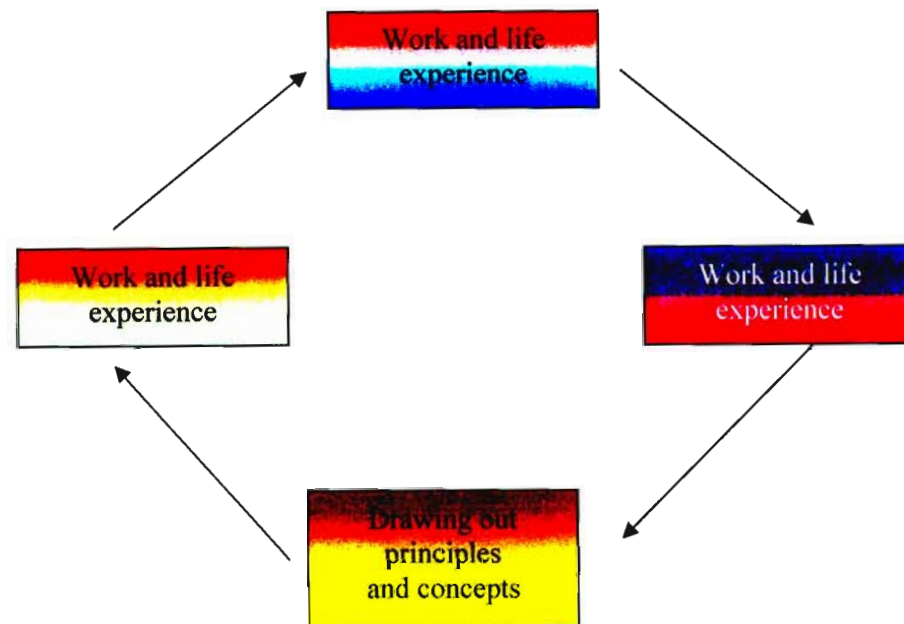 Work and life
experience
Work and life
experience
Work and life
experience
Drawing out
principles
and concepts